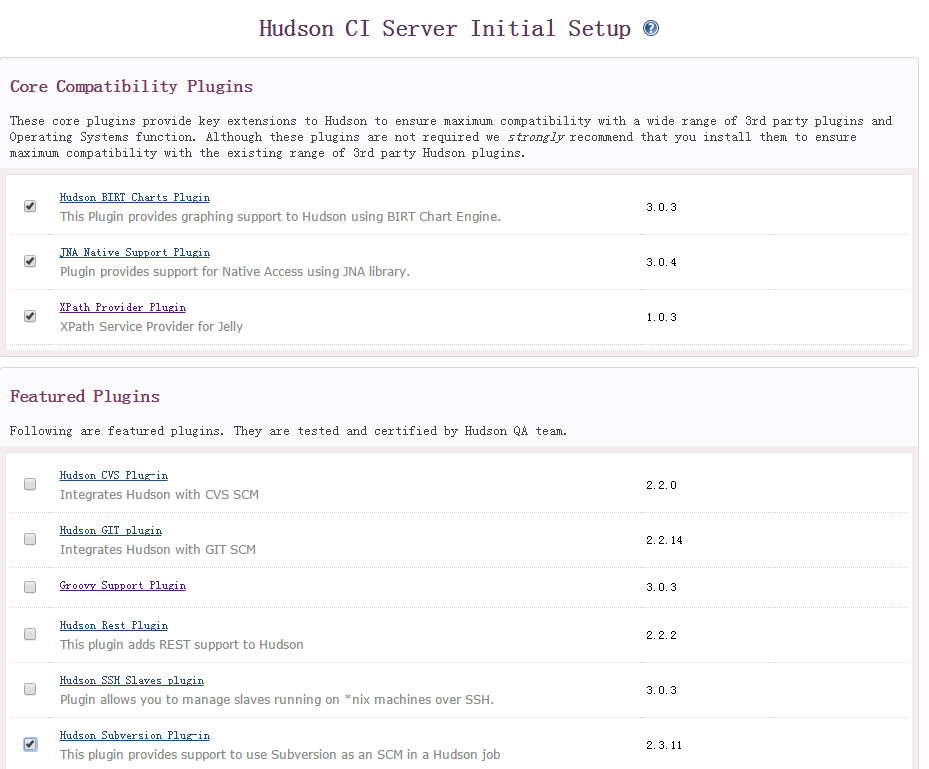 Hudson CI Server Initial Setup ?
Core Compatibility Plugins
These core plugins provide key extensions to Hudson to ensure maximum compatibility with a wide range of 3rd party plugins and
Operating Systems function. Although these plugins are not required we strongly recommend that you install them to ensure
maximum compatibility with the existing range of 3rd party Hudson plugins.
Hudson BIRT Charts Plugin
This Plugin provides graphing support to Hudson using BIRT Chart Engine.
3.0.3
JNA Native Support Plugin
Plugin provides support for Native Access using JNA library.
3.0.4
XPath Provider Plugin
XPath Service Provider for Jelly
1.0.3
Featured Plugins
Following are featured plugins. They are tested and certified by Hudson QA team.
Hudson CVS Plug-in
Integrates Hudson with CVS SCM
2.2.0
Hudson GIT plugin
Integrates Hudson with GIT SCM
2.2.14
Groovy Support Plugin
3.0.3
Hudson Rest Plugin
This plugin adds REST support to Hudson
2.2.2
Hudson SSH Slaves plugin
Plugin allows you to manage slaves running on *nix machines over SSH.
3.0.3
Hudson Subversion Plug-in
This plugin provides support to use Subversion as an SCM in a Hudson job
2.3.11